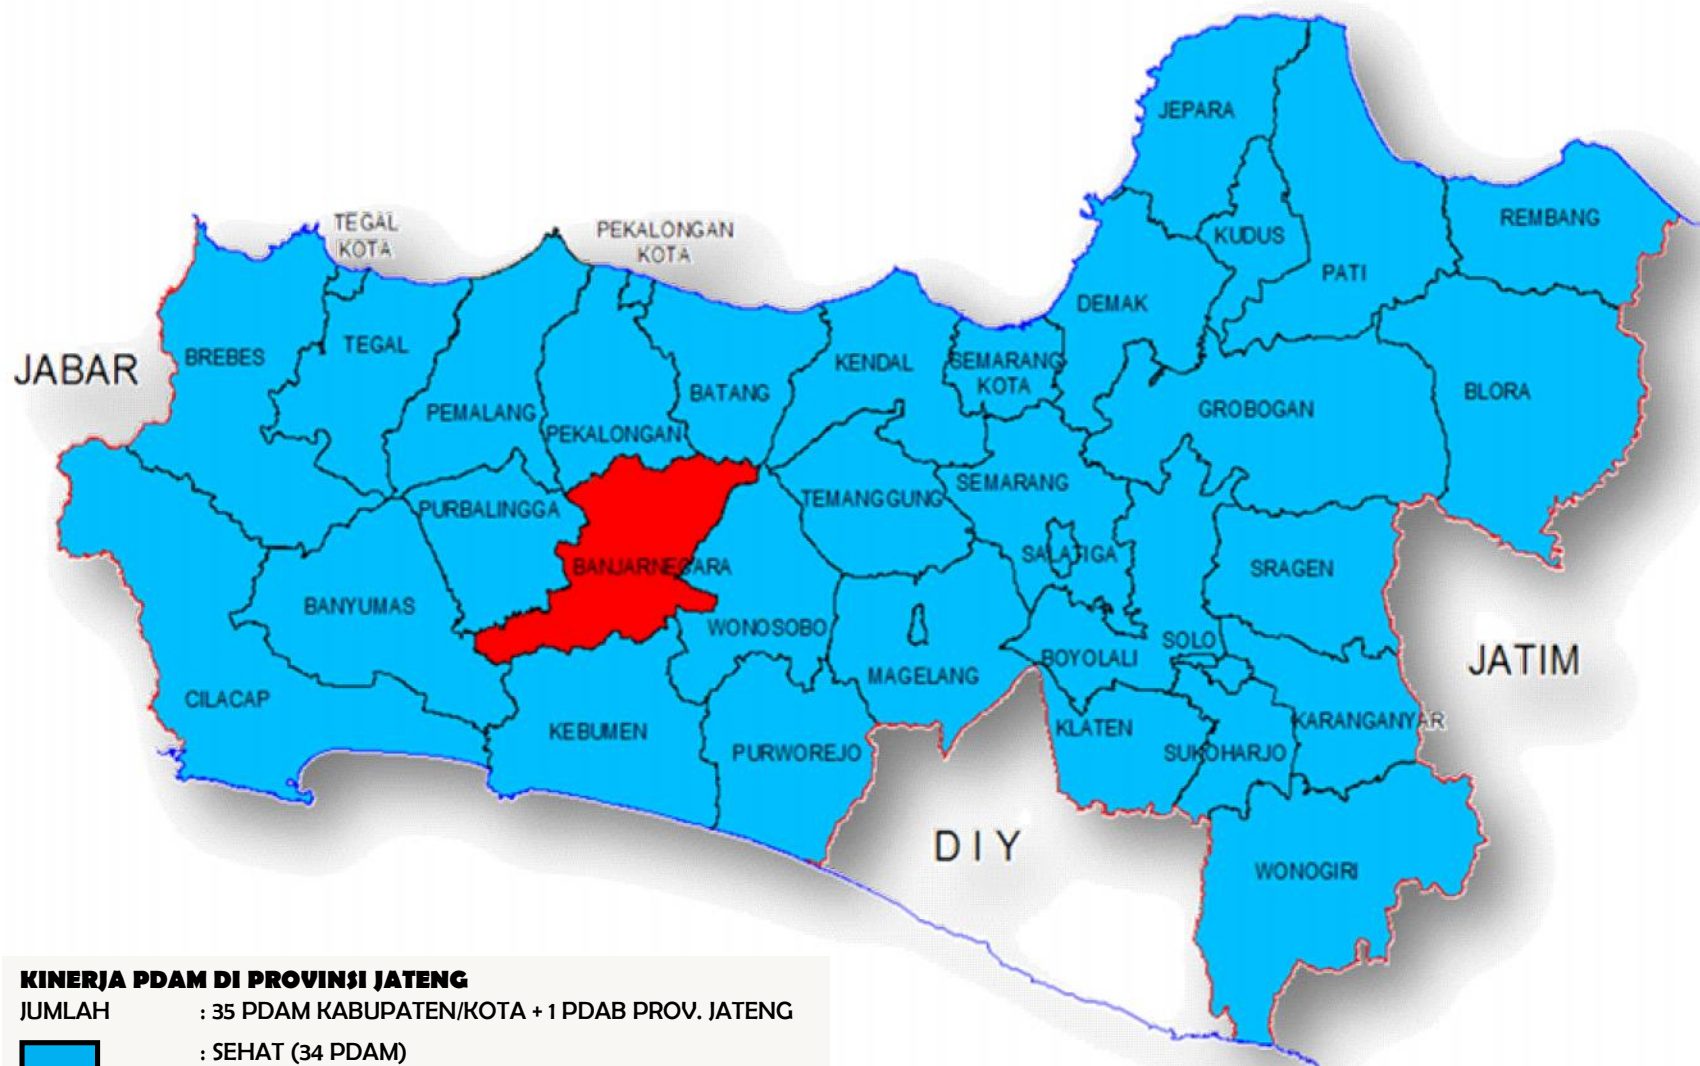 JEPARA
REMBANG
TEGAL
KOTA
PEKALONGAN
KOTA
KUDUS
PATI
DEMAK
JABAR
BREBES
TEGAL
KENDAL
SEMARANG
KOTA
BATANG
BLORA
PEMALANG
GROBOGAN
PEKALONGAN
SEMARANG
TEMANGGUNG
PURBALINGGA
SALATIGA
BANJARNEGARA
SRAGEN
BANYUMAS
WONOSOBO
SOLO
BOYOLALI
JATIM
MAGELANG
CILACAP
KEBUMEN
KLATEN
KARANGANYAR
PURWOREJO
SUKOHARJO
DIY
WONOGIRI
KINERJA PDAM DI PROVINSI JATENG
JUMLAH : 35 PDAM KABUPATEN/KOTA + 1 PDAB PROV. JATENG
: SEHAT (34 PDAM)